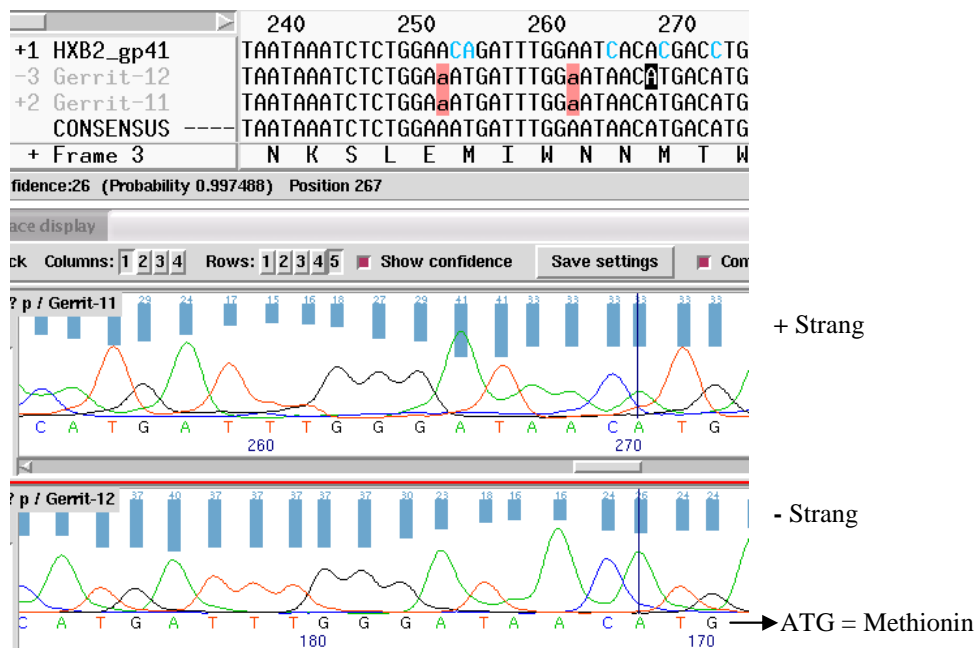 240 250 260 270
+1 HXB2_gp41 TAATAAATCTCTGGAACAGATTTGGAATCACACGACCTG
-3 Gerrit-12 TAATAAATCTCTGGAaATGATTTGGaATAACATGACATG
+2 Gerrit-11 TAATAAATCTCTGGAaATGATTTGGaATAACATGACATG
CONSENSUS ---- TAATAAATCTCTGGAAATGATTTGGAATAACATGACATG
+ Frame 3 N K S L E M I W N N M T W
fidence:26 (Probability 0.997488) Position 267
ace display
ck Columns: 1 2 3 4 Rows: 1 2 3 4 5 Show confidence Save settings Con
? p / Gerrit-11 29 24 17 15 16 18 27 29 41 41 33 33 33 33 33 33
+ Strang
C A T G A T T T G G G A T A A C A T G
260 270
? p / Gerrit-12 37 40 37 37 37 37 37 30 23 18 16 16 24 26 24 24
- Strang
C A T G A T T T G G G A T A A C A T G
ATG = Methionin
180 170